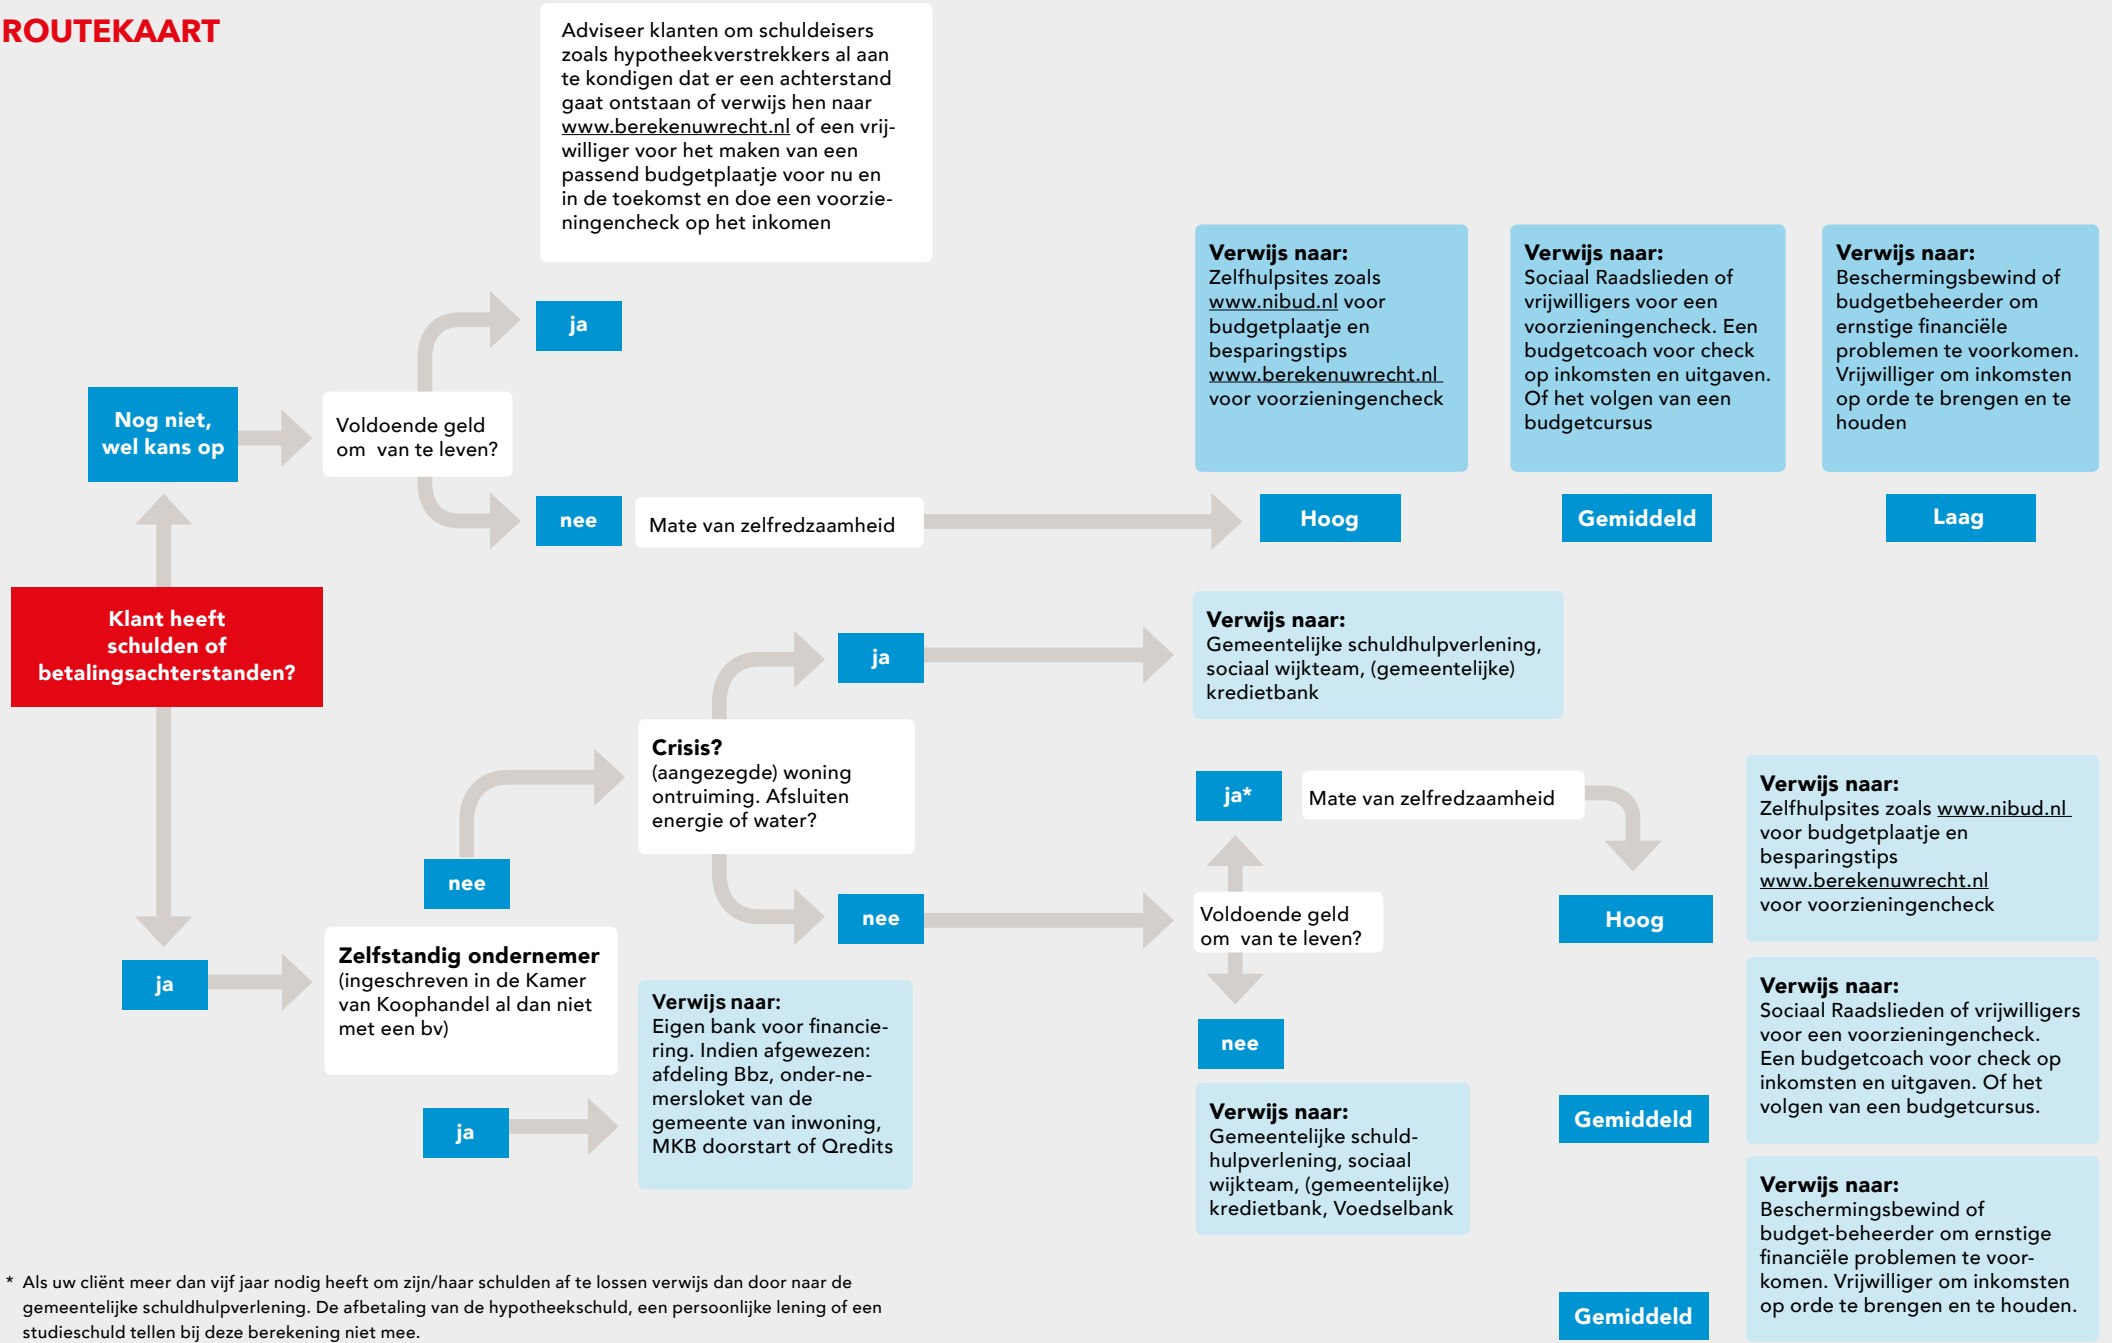 ROUTEKAART
Adviseer klanten om schuldeisers
zoals hypotheekverstrekkers al aan
te kondigen dat er een achterstand
gaat ontstaan of verwijs hen naar
www.berekenuwrecht.nl of een vrij-
williger voor het maken van een
passend budgetplaatje voor nu en
in de toekomst en doe een voorzie-
ningencheck op het inkomen
ja
Nog niet,
wel kans op
Voldoende geld
om van te leven?
nee
Mate van zelfredzaamheid
Verwijs naar:
Zelfhulpsites zoals
www.nibud.nl voor
budgetplaatje en
besparingstips
www.berekenuwrecht.nl
voor voorzieningencheck
Hoog
Verwijs naar:
Sociaal Raadslieden of
vrijwilligers voor een
voorzieningencheck. Een
budgetcoach voor check
op inkomsten en uitgaven.
Of het volgen van een
budgetcursus
Gemiddeld
Verwijs naar:
Beschermingsbewind of
budgetbeheerder om
ernstige financiële
problemen te voorkomen.
Vrijwilliger om inkomsten
op orde te brengen en te
houden
Laag
Klant heeft
schulden of
betalingsachterstanden?
ja
Zelfstandig ondernemer
(ingeschreven in de Kamer
van Koophandel al dan niet
met een bv)
nee
ja
Verwijs naar:
Eigen bank voor financie-
ring. Indien afgewezen:
afdeling Bbz, onder-ne-
mersloket van de
gemeente van inwoning,
MKB doorstart of Qredits
Crisis?
(aangezegde) woning
ontruiming. Afsluiten
energie of water?
ja
Verwijs naar:
Gemeentelijke schuldhulpverlening,
sociaal wijkteam, (gemeentelijke)
kredietbank
nee
Voldoende geld
om van te leven?
ja*
Mate van zelfredzaamheid
nee
Verwijs naar:
Gemeentelijke schuld-
hulpverlening, sociaal
wijkteam, (gemeentelijke)
kredietbank, Voedselbank
Hoog
Verwijs naar:
Zelfhulpsites zoals www.nibud.nl
voor budgetplaatje en
besparingstips
www.berekenuwrecht.nl
voor voorzieningencheck
Gemiddeld
Verwijs naar:
Sociaal Raadslieden of vrijwilligers
voor een voorzieningencheck.
Een budgetcoach voor check op
inkomsten en uitgaven. Of het
volgen van een budgetcursus.
Gemiddeld
Verwijs naar:
Beschermingsbewind of
budget-beheerder om ernstige
financiële problemen te voor-
komen. Vrijwilliger om inkomsten
op orde te brengen en te houden.
* Als uw cliënt meer dan vijf jaar nodig heeft om zijn/haar schulden af te lossen verwijs dan door naar de
gemeentelijke schuldhulpverlening. De afbetaling van de hypotheekschuld, een persoonlijke lening of een
studieschuld tellen bij deze berekening niet mee.